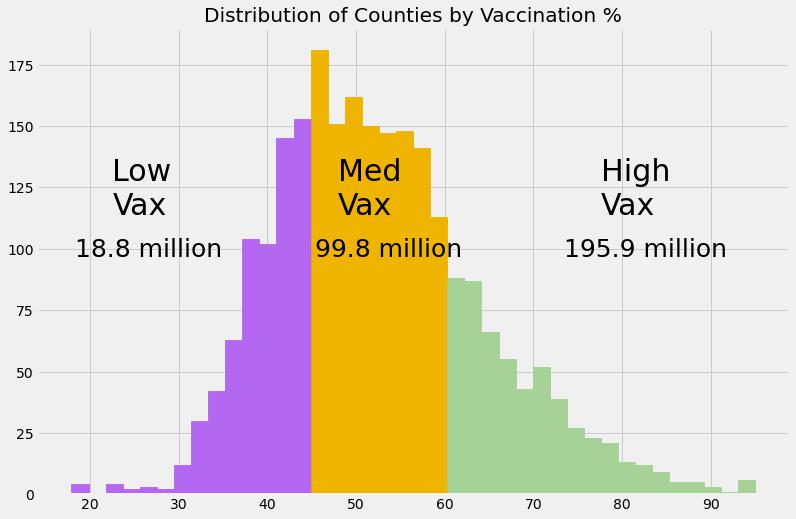 Distribution of Counties by Vaccination %
175
150
125
100
75
50
25
0
Low
Vax
18.8 million
Med
Vax
99.8 million
High
Vax
195.9 million
20 30 40 50 60 70 80 90